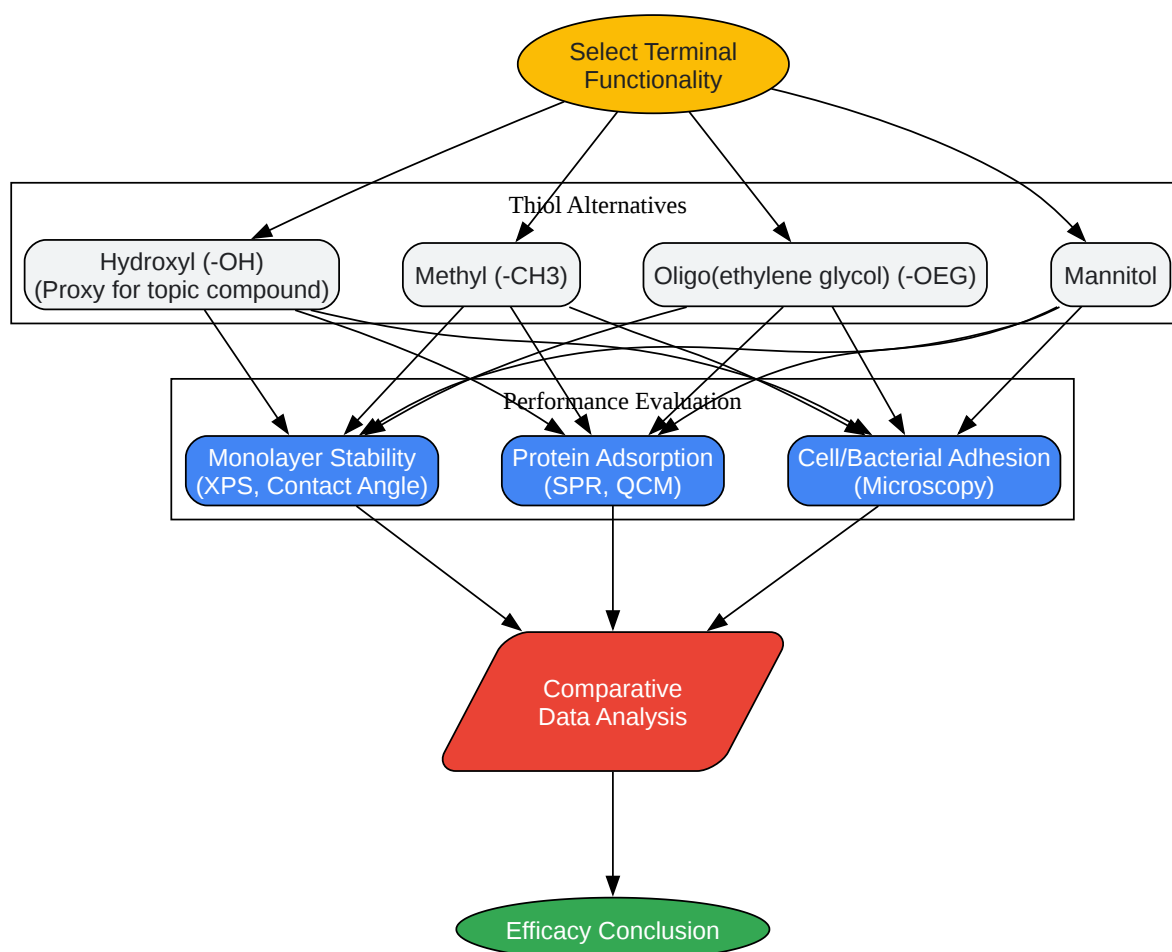 Select Terminal
Functionality
Thiol Alternatives
Hydroxyl (-OH)
(Proxy for topic compound)
Methyl (-CH3)
Oligo(ethylene glycol) (-OEG)
Mannitol
Performance Evaluation
Monolayer Stability
(XPS, Contact Angle)
Protein Adsorption
(SPR, QCM)
Cell/Bacterial Adhesion
(Microscopy)
Comparative
Data Analysis
Efficacy Conclusion